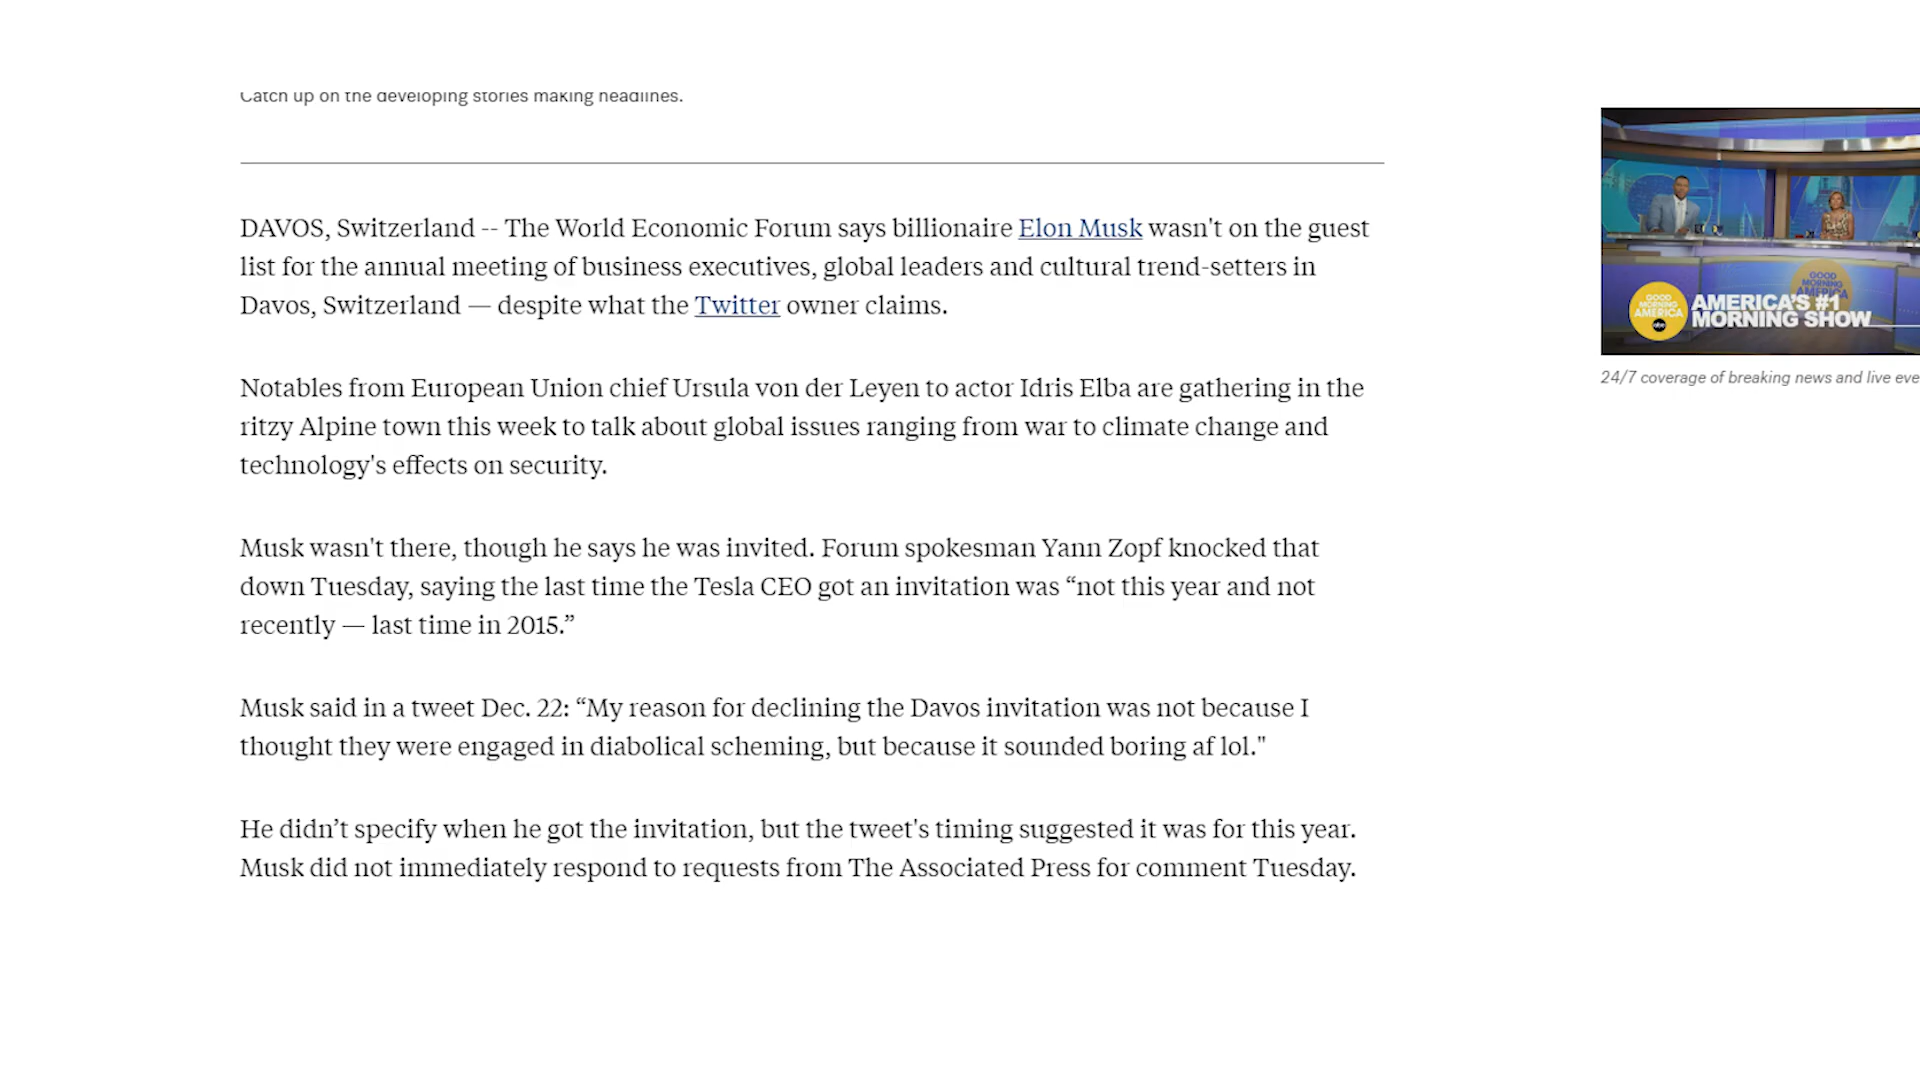 Catch up on the developing stories making headlines.
DAVOS, Switzerland -- The World Economic Forum says billionaire Elon Musk wasn't on the guest
list for the annual meeting of business executives, global leaders and cultural trend-setters in
Davos, Switzerland — despite what the Twitter owner claims.
Notables from European Union chief Ursula von der Leyen to actor Idris Elba are gathering in the
ritzy Alpine town this week to talk about global issues ranging from war to climate change and
technology's effects on security.
Musk wasn't there, though he says he was invited. Forum spokesman Yann Zopf knocked that
down Tuesday, saying the last time the Tesla CEO got an invitation was “not this year and not
recently — last time in 2015.”
Musk said in a tweet Dec. 22: “My reason for declining the Davos invitation was not because I
thought they were engaged in diabolical scheming, but because it sounded boring af lol."
He didn’t specify when he got the invitation, but the tweet's timing suggested it was for this year.
Musk did not immediately respond to requests from The Associated Press for comment Tuesday.
GOOD
MORNING
AMERICA
GOOD
MORNING
AMERICA
abc
AMERICA'S #1
MORNING SHOW
24/7 coverage of breaking news and live eve